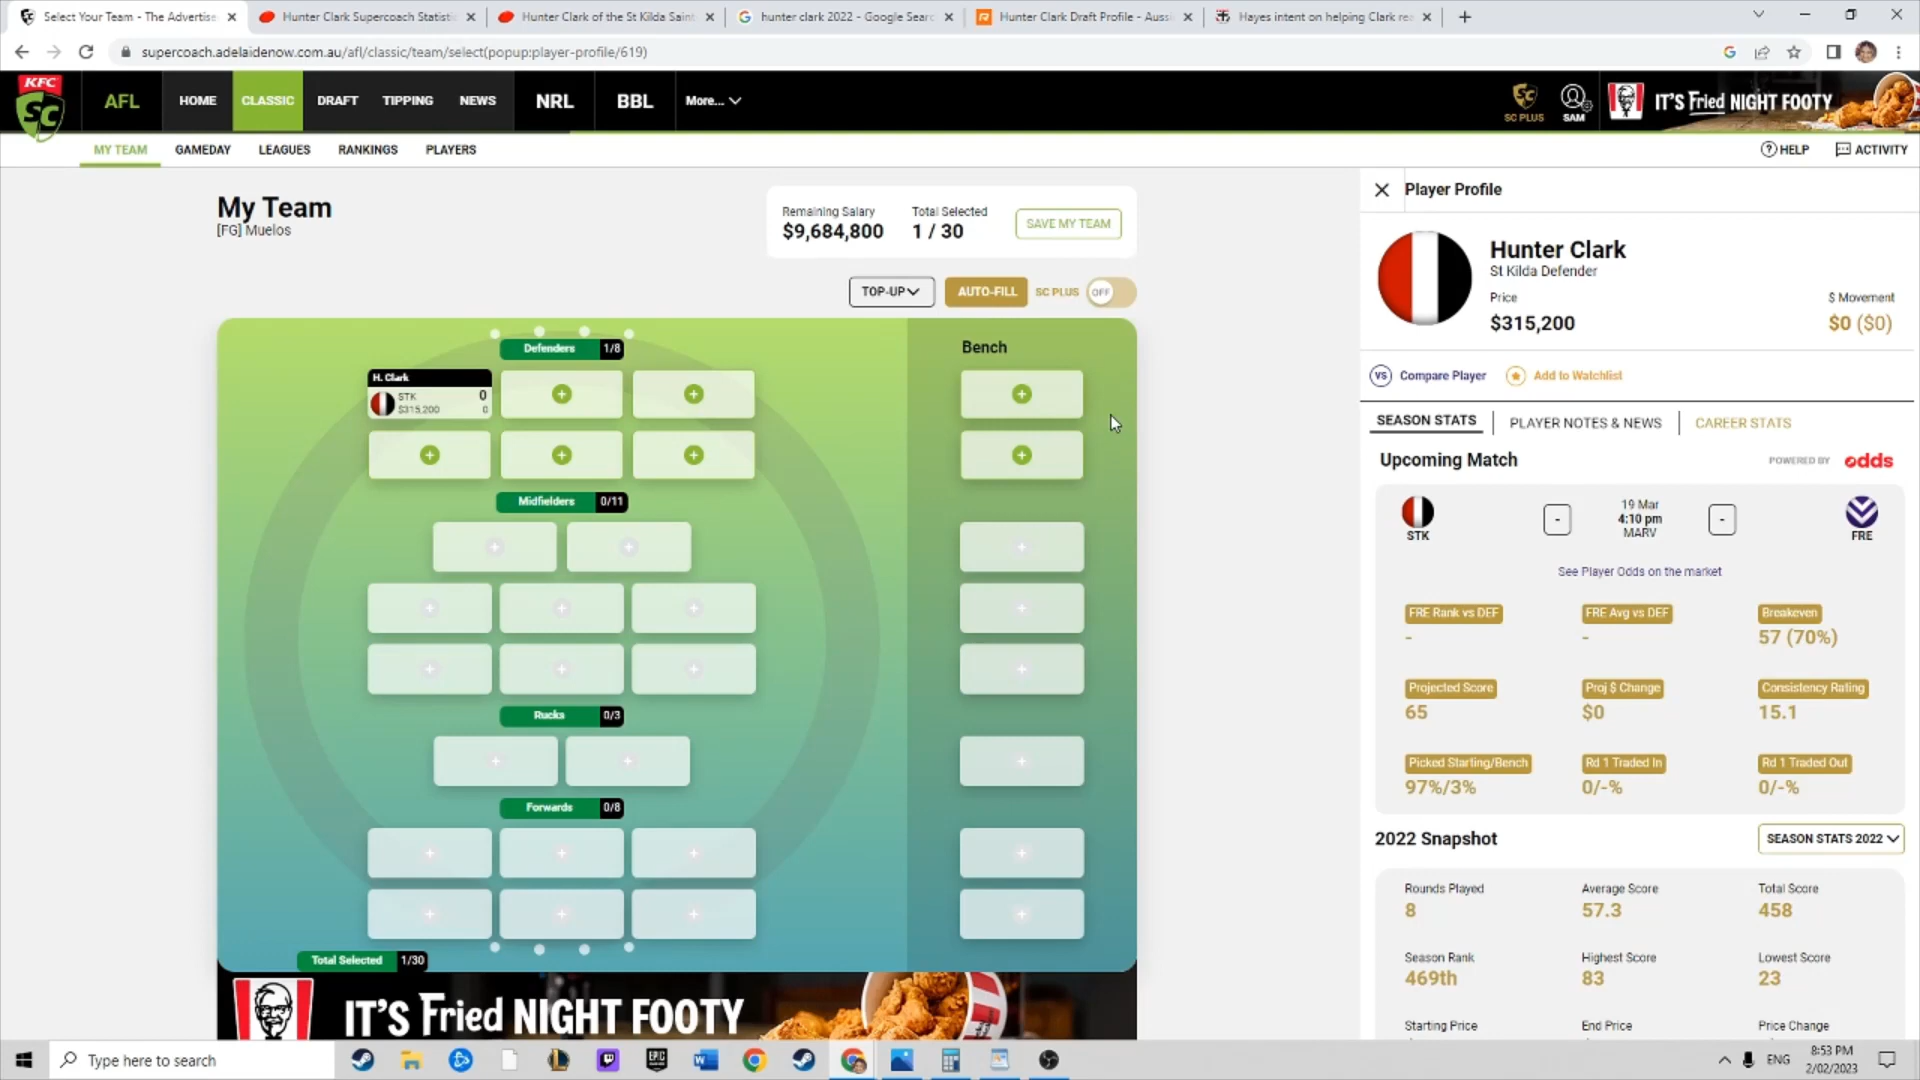 Select Your Team - The Advertise
Hunter Clark Supercoach Statistic
Hunter Clark of the St Kilda Saint
hunter clark 2022 - Google Searc
Hunter Clark Draft Profile - Aussi
Hayes intent on helping Clark re
supercoach.adelaidenow.com.au/afl/classic/team/select(popup:player-profile/619)
KFC SC
AFL HOME CLASSIC DRAFT TIPPING NEWS NRL BBL More...
SC PLUS
SAM
IT'S Fried NIGHT FOOTY
MY TEAM GAMEDAY LEAGUES RANKINGS PLAYERS
HELP ACTIVITY
My Team
[FG] Muelos
Remaining Salary Total Selected
$9,684,800 1 / 30
SAVE MY TEAM
TOP-UP AUTO-FILL SC PLUS OFF
Defenders 1/8
Bench
H. Clark
STK 0
$315,200 0
Midfielders 0/11
Rucks 0/3
Forwards 0/8
Total Selected 1/30
IT'S Fried NIGHT FOOTY
Player Profile
Hunter Clark
St Kilda Defender
Price $ Movement
$315,200 $0 ($0)
VS Compare Player Add to Watchlist
SEASON STATS PLAYER NOTES & NEWS CAREER STATS
Upcoming Match POWERED BY odds
19 Mar
- 4:10 pm -
STK MARV FRE
See Player Odds on the market
FRE Rank vs DEF FRE Avg vs DEF Breakeven
- - 57 (70%)
Projected Score Proj $ Change Consistency Rating
65 $0 15.1
Picked Starting/Bench Rd 1 Traded In Rd 1 Traded Out
97%/3% 0/-% 0/-%
2022 Snapshot SEASON STATS 2022
Rounds Played Average Score Total Score
8 57.3 458
Season Rank Highest Score Lowest Score
469th 83 23
Starting Price End Price Price Change
Type here to search
EPIC
W
ENG
8:53 PM
2/02/2023